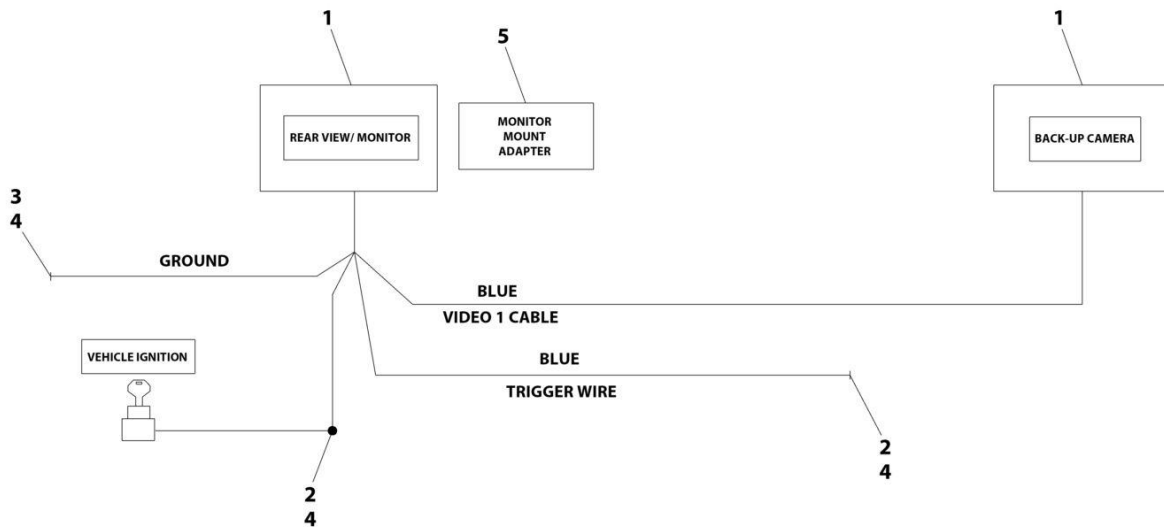 1
1
5
REAR VIEW/ MONITOR
MONITOR
MOUNT
ADAPTER
BACK-UP CAMERA
3
4
GROUND
BLUE
VIDEO 1 CABLE
VEHICLE IGNITION
BLUE
TRIGGER WIRE
2
4
2
4